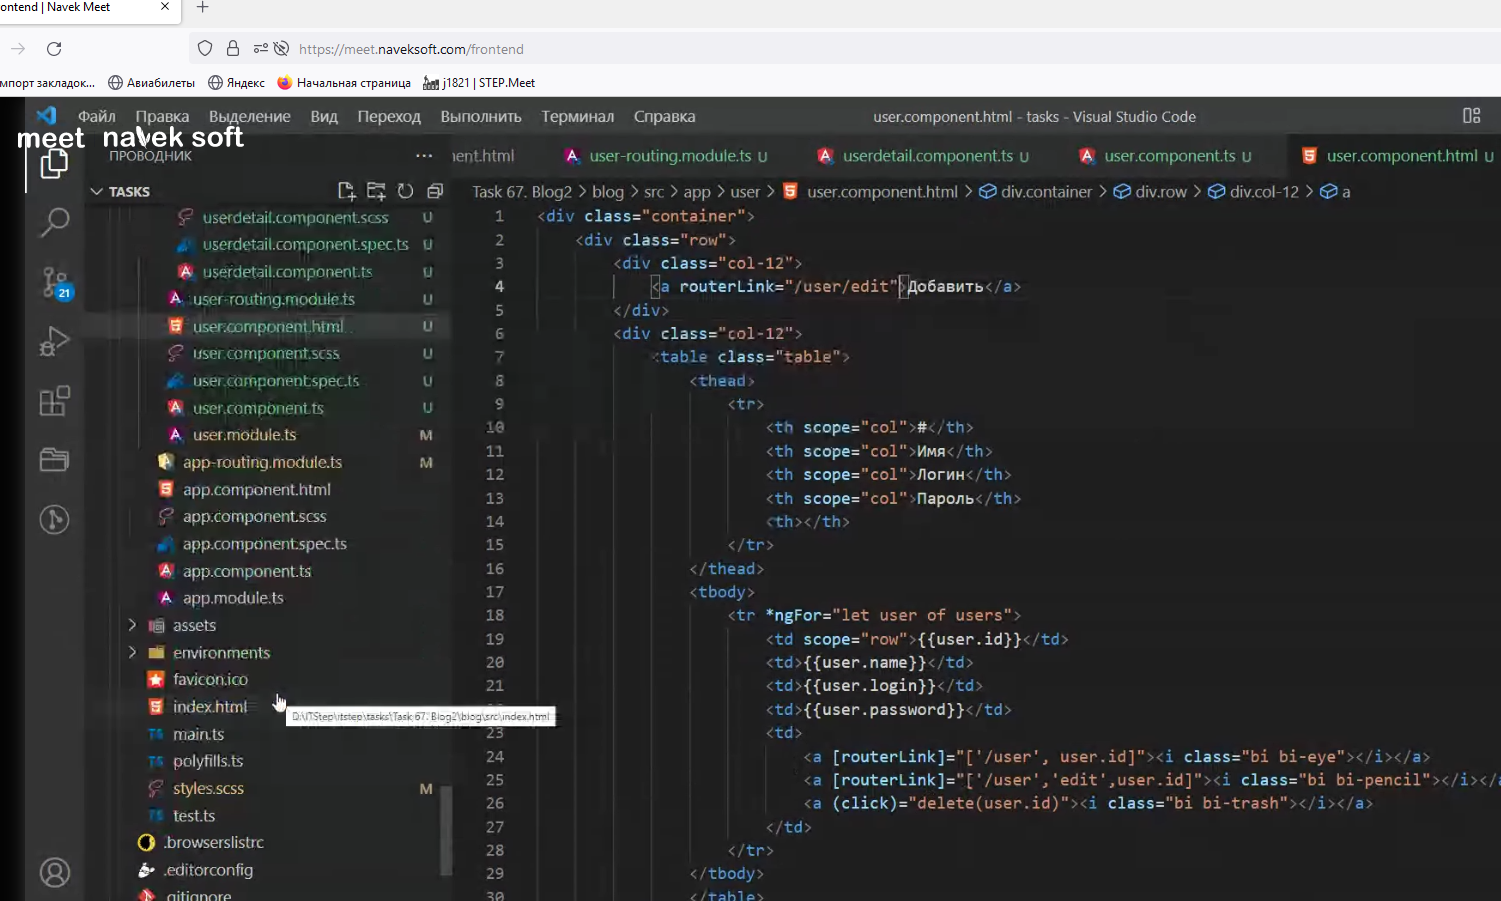 ontend | Navek Meet
https://meet.naveksoft.com/frontend
мпорт закладок...
Авиабилеты
Яндекс
Начальная страница
j1821 | STEP.Meet
Файл
Правка
Выделение
Вид
Переход
Выполнить
Терминал
Справка
user.component.html - tasks - Visual Studio Code
meet navek soft
ПРОВОДНИК
ent.html
user-routing.module.ts U
userdetail.component.ts U
user.component.ts U
user.component.html U
TASKS
Task 67. Blog2 > blog > src > app > user > user.component.html > div.container > div.row > div.col-12 > a
userdetail.component.scss U
userdetail.component.spec.ts U
userdetail.component.ts U
user-routing.module.ts U
user.component.html U
user.component.scss U
user.component.spec.ts U
user.component.ts U
user.module.ts M
app-routing.module.ts M
app.component.html
app.component.scss
app.component.spec.ts
app.component.ts
app.module.ts
assets
environments
favicon.ico
index.html
D:\ITStep\itstep\tasks\Task 67. Blog2\blog\src\index.html
main.ts
polyfills.ts
styles.scss M
test.ts
.browserslistrc
.editorconfig
.gitignore
21
1 <div class="container">
2 <div class="row">
3 <div class="col-12">
4 <a routerLink="/user/edit">Добавить</a>
5 </div>
6 <div class="col-12">
7 <table class="table">
8 <thead>
9 <tr>
10 <th scope="col">#</th>
11 <th scope="col">Имя</th>
12 <th scope="col">Логин</th>
13 <th scope="col">Пароль</th>
14 <th></th>
15 </tr>
16 </thead>
17 <tbody>
18 <tr *ngFor="let user of users">
19 <td scope="row">{{user.id}}</td>
20 <td>{{user.name}}</td>
21 <td>{{user.login}}</td>
<td>{{user.password}}</td>
23 <td>
24 <a [routerLink]="['/user', user.id]"><i class="bi bi-eye"></i></a>
25 <a [routerLink]="['/user','edit',user.id]"><i class="bi bi-pencil"></i></a
26 <a (click)="delete(user.id)"><i class="bi bi-trash"></i></a>
27 </td>
28 </tr>
29 </tbody>
30 </table>